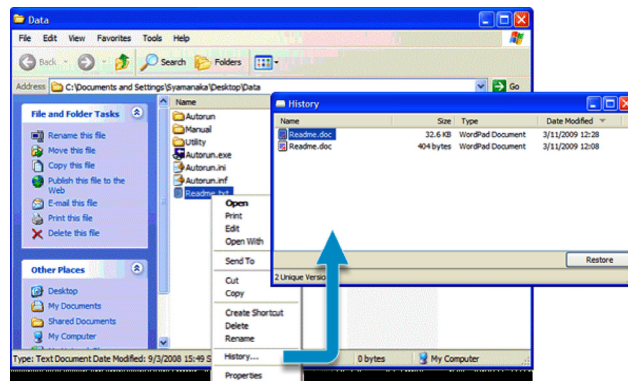 Data
File Edit View Favorites Tools Help
Back Search Folders
Address C:\Documents and Settings\Syamanaka\Desktop\Data Go
File and Folder Tasks
Rename this file
Move this file
Copy this file
Publish this file to the
Web
E-mail this file
Print this file
Delete this file
Other Places
Desktop
My Documents
Shared Documents
My Computer
Name
Autorun
Manual
Utility
Autorun.exe
Autorun.ini
Autorun.inf
Readme.txt
Open
Print
Edit
Open With
Send To
Cut
Copy
Create Shortcut
Delete
Rename
History...
Properties
History
Name Size Type Date Modified
Readme.doc 32.6 KB WordPad Document 3/11/2009 12:28
Readme.doc 404 bytes WordPad Document 3/11/2009 12:08
Restore
2 Unique Versio
Type: Text Document Date Modified: 9/3/2008 15:49 S 0 bytes My Computer